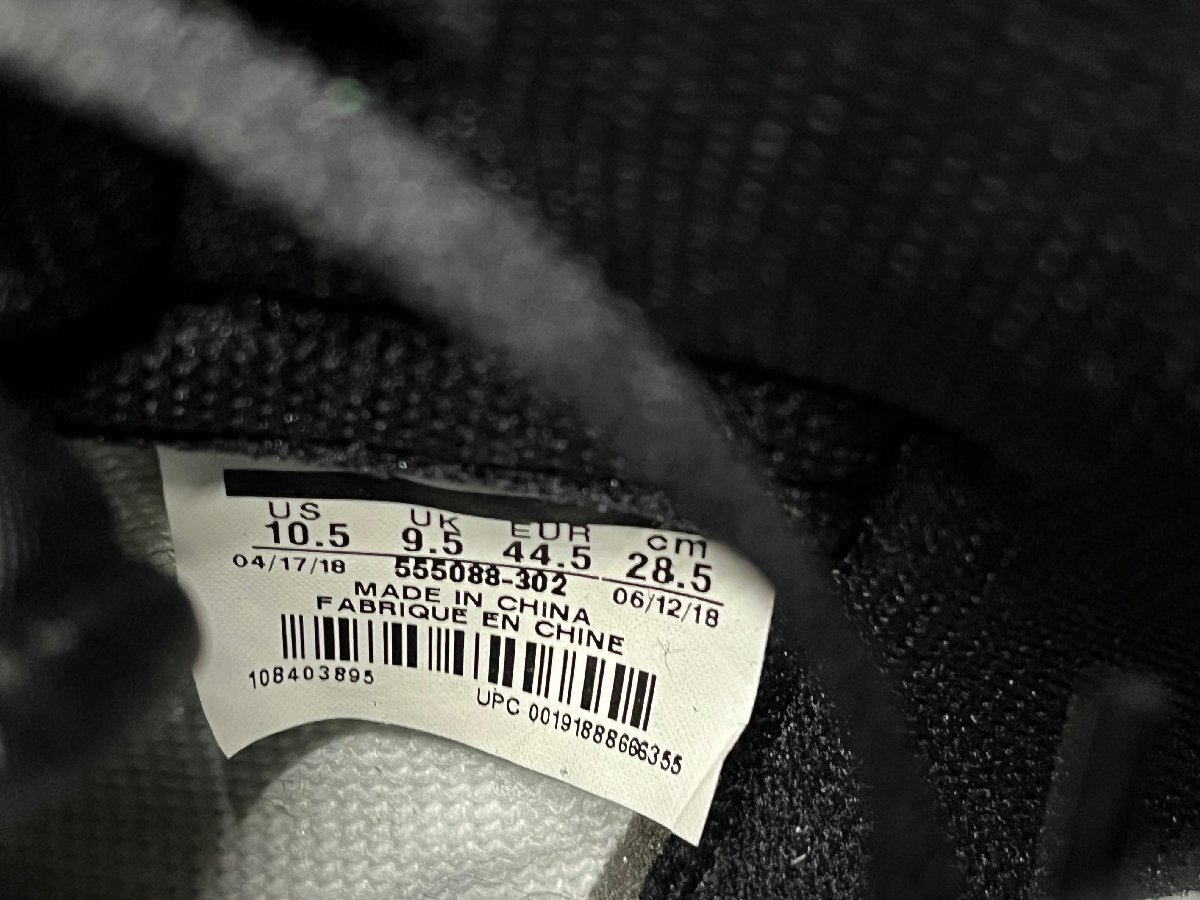 US UK EUR cm
10.5 9.5 44.5 28.5
04/17/18 555088-302 06/12/18
MADE IN CHINA
FABRIQUE EN CHINE
108403895
UPC 00191888666355